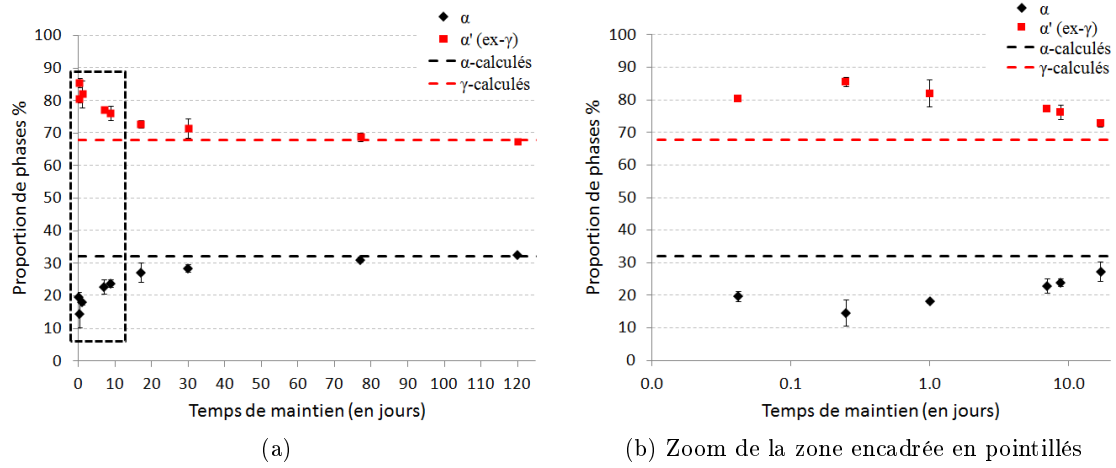 α
α' (ex-γ)
α-calculés
γ-calculés
Proportion de phases %
100
90
80
70
60
50
40
30
20
10
0
0 10 20 30 40 50 60 70 80 90 100 110 120
Temps de maintien (en jours)
(a)
α
α' (ex-γ)
α-calculés
γ-calculés
Proportion de phases %
100
90
80
70
60
50
40
30
20
10
0
0.0 0.1 1.0 10.0
Temps de maintien (en jours)
(b) Zoom de la zone encadrée en pointillés